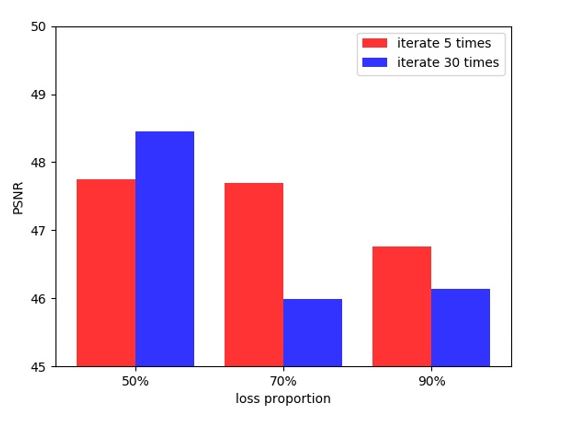 50
49
48
47
46
45
PSNR
iterate 5 times
iterate 30 times
50%
70%
90%
loss proportion